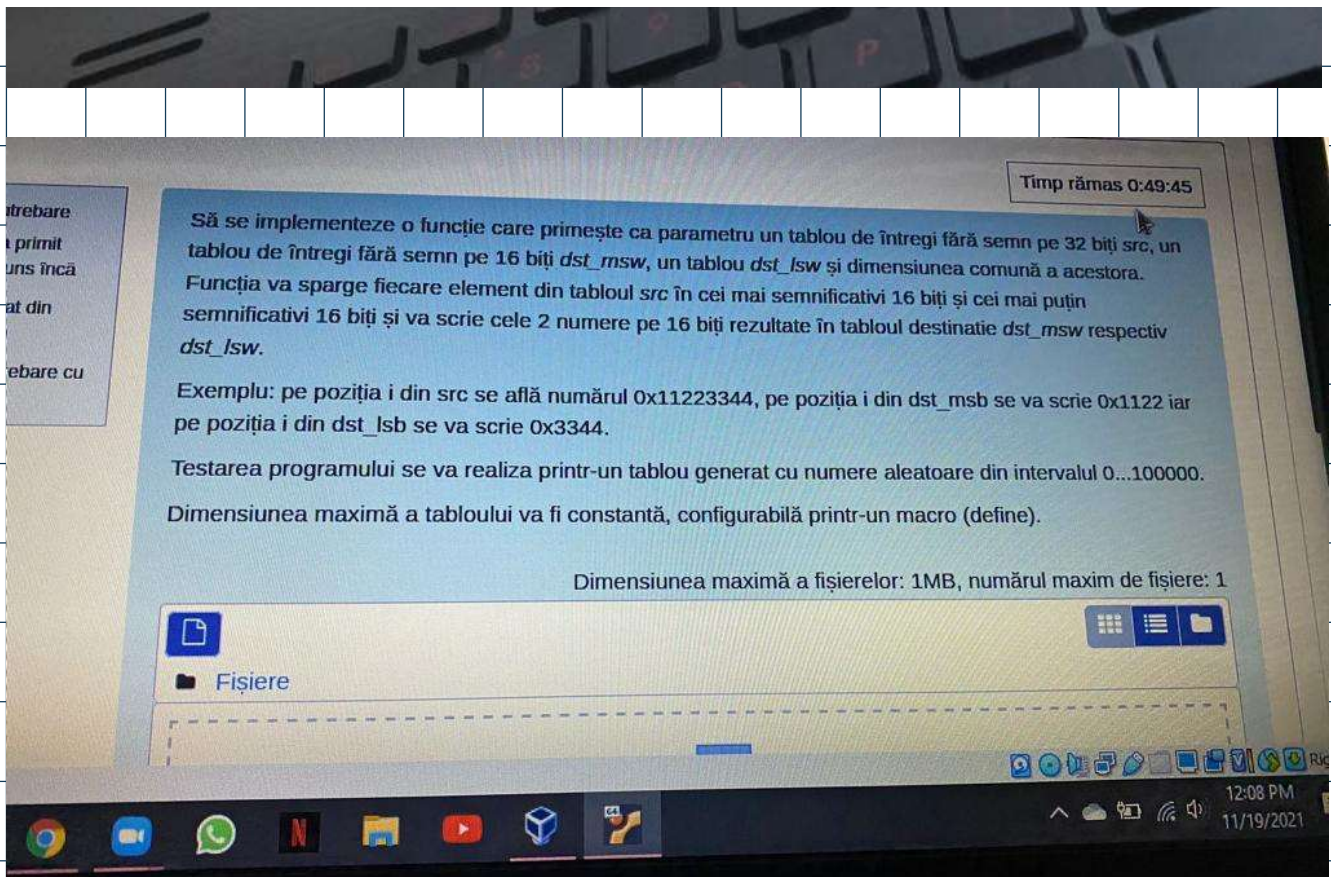 Timp rămas 0:49:45
trebare
primit
uns încă
at din
ebare cu
Să se implementeze o funcție care primește ca parametru un tablou de întregi fără semn pe 32 biți src, un
tablou de întregi fără semn pe 16 biți dst_msw, un tablou dst_lsw și dimensiunea comună a acestora.
Funcția va sparge fiecare element din tabloul src în cei mai semnificativi 16 biți și cei mai puțin
semnificativi 16 biți și va scrie cele 2 numere pe 16 biți rezultate în tabloul destinatie dst_msw respectiv
dst_lsw.
Exemplu: pe poziția i din src se află numărul 0x11223344, pe poziția i din dst_msb se va scrie 0x1122 iar
pe poziția i din dst_lsb se va scrie 0x3344.
Testarea programului se va realiza printr-un tablou generat cu numere aleatoare din intervalul 0...100000.
Dimensiunea maximă a tabloului va fi constantă, configurabilă printr-un macro (define).
Dimensiunea maximă a fișierelor: 1MB, numărul maxim de fișiere: 1
Fișiere
Rig
N
64
12:08 PM
11/19/2021